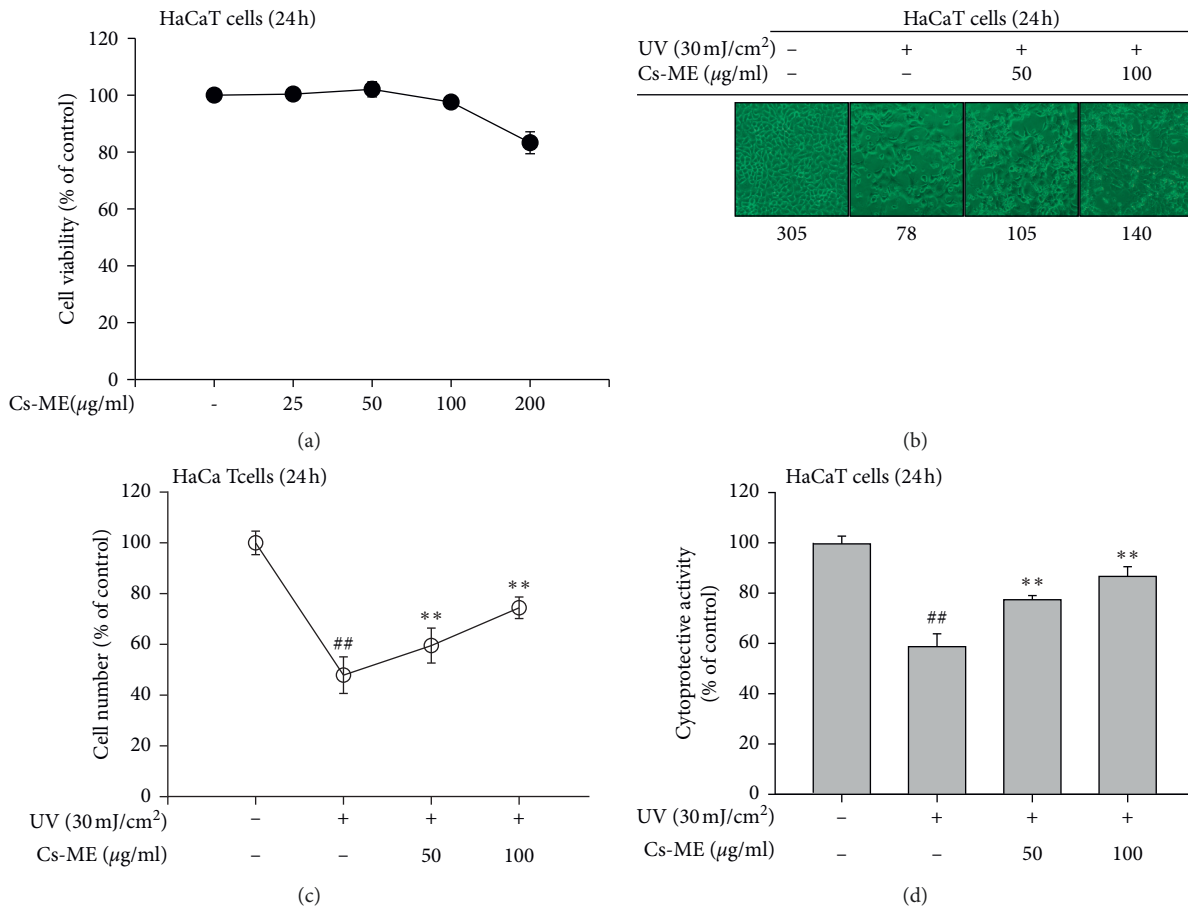 HaCaT cells (24 h)
120
100
80
60
40
20
0
Cell viability (% of control)
Cs-ME(μg/ml)
- 25 50 100 200
(a)
HaCaT cells (24 h)
UV (30 mJ/cm²) – + + +
Cs-ME (μg/ml) – – 50 100
305 78 105 140
(b)
HaCa Tcells (24 h)
120
100
80
60
40
20
0
Cell number (% of control)
##
**
**
UV (30 mJ/cm²) – + + +
Cs-ME (μg/ml) – – 50 100
(c)
HaCaT cells (24 h)
120
100
80
60
40
20
0
Cytoprotective activity
(% of control)
##
**
**
UV (30 mJ/cm²) – + + +
Cs-ME (μg/ml) – – 50 100
(d)